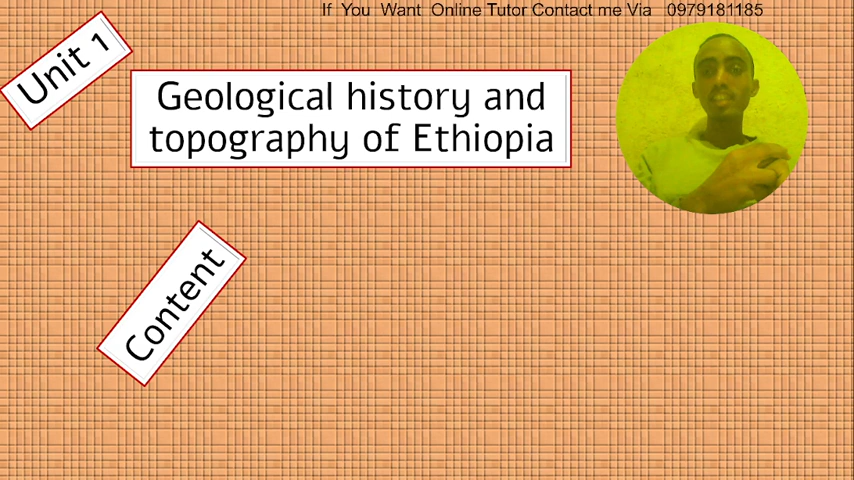 If You Want Online Tutor Contact me Via 0979181185
Unit 1
Geological history and
topography of Ethiopia
Content